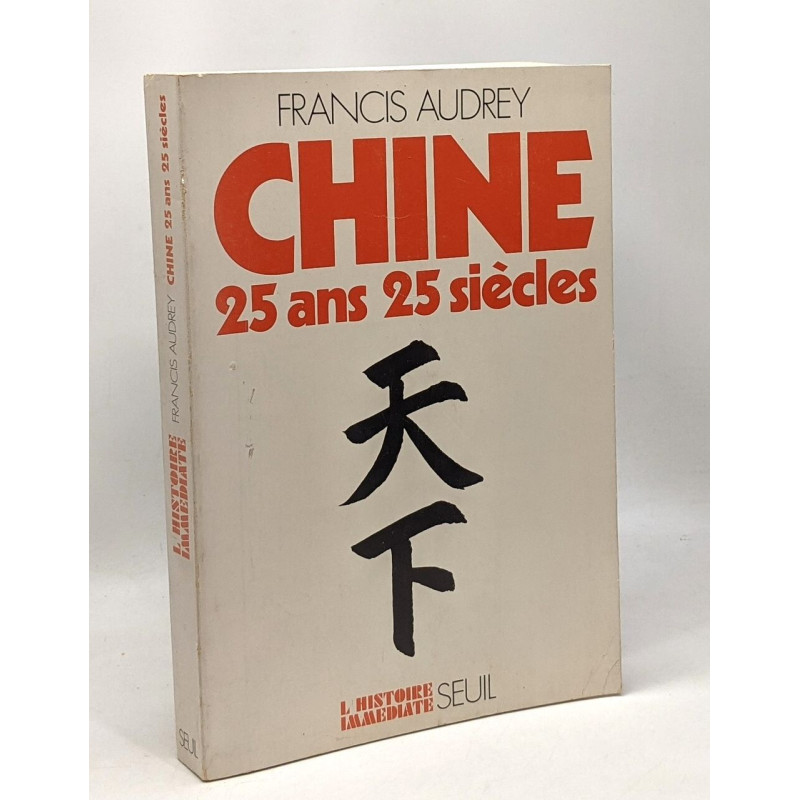 FRANCIS AUDREY
CHINE
25 ans 25 siècles
天
下
L'HISTOIRE
IMMEDIATE
SEUIL
SEUIL
L'HISTOIRE
IMMEDIATE
FRANCIS AUDREY CHINE 25 ans 25 siècles